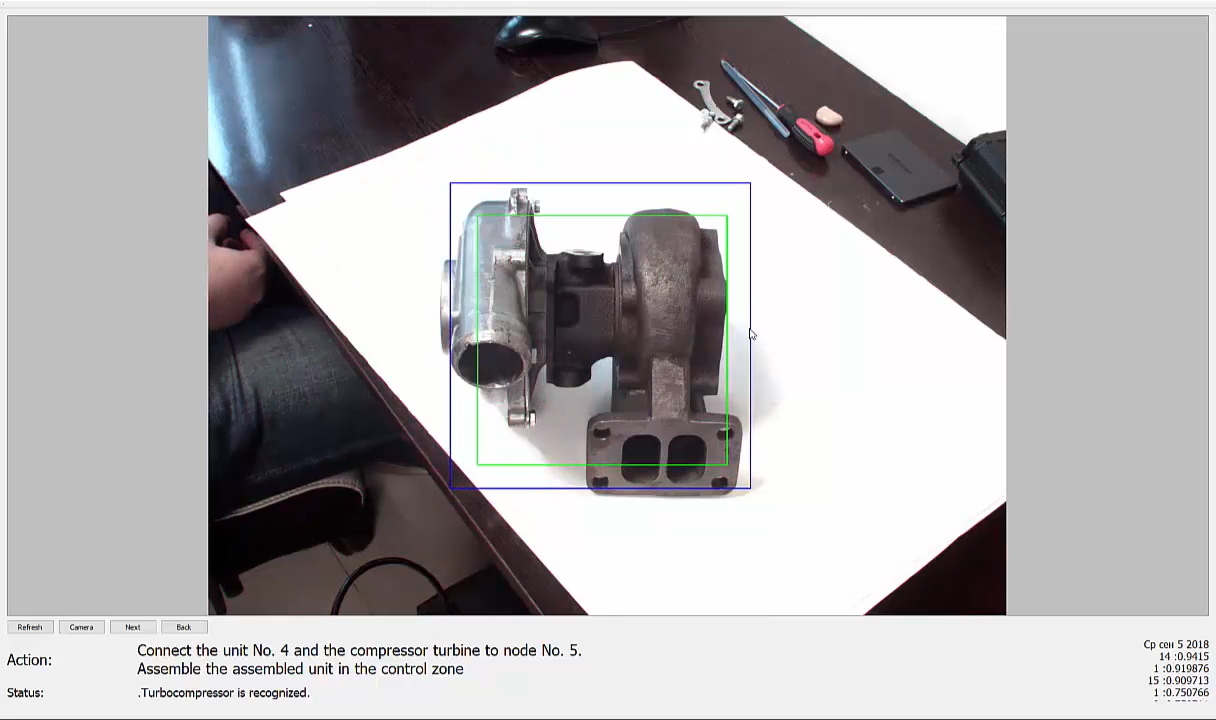 Refresh
Camera
Next
Back
Action:
Connect the unit No. 4 and the compressor turbine to node No. 5.
Assemble the assembled unit in the control zone
Status:
.Turbocompressor is recognized.
Ср сен 5 2018
14 :0.9415
1 :0.919876
15 :0.909713
1 :0.750766